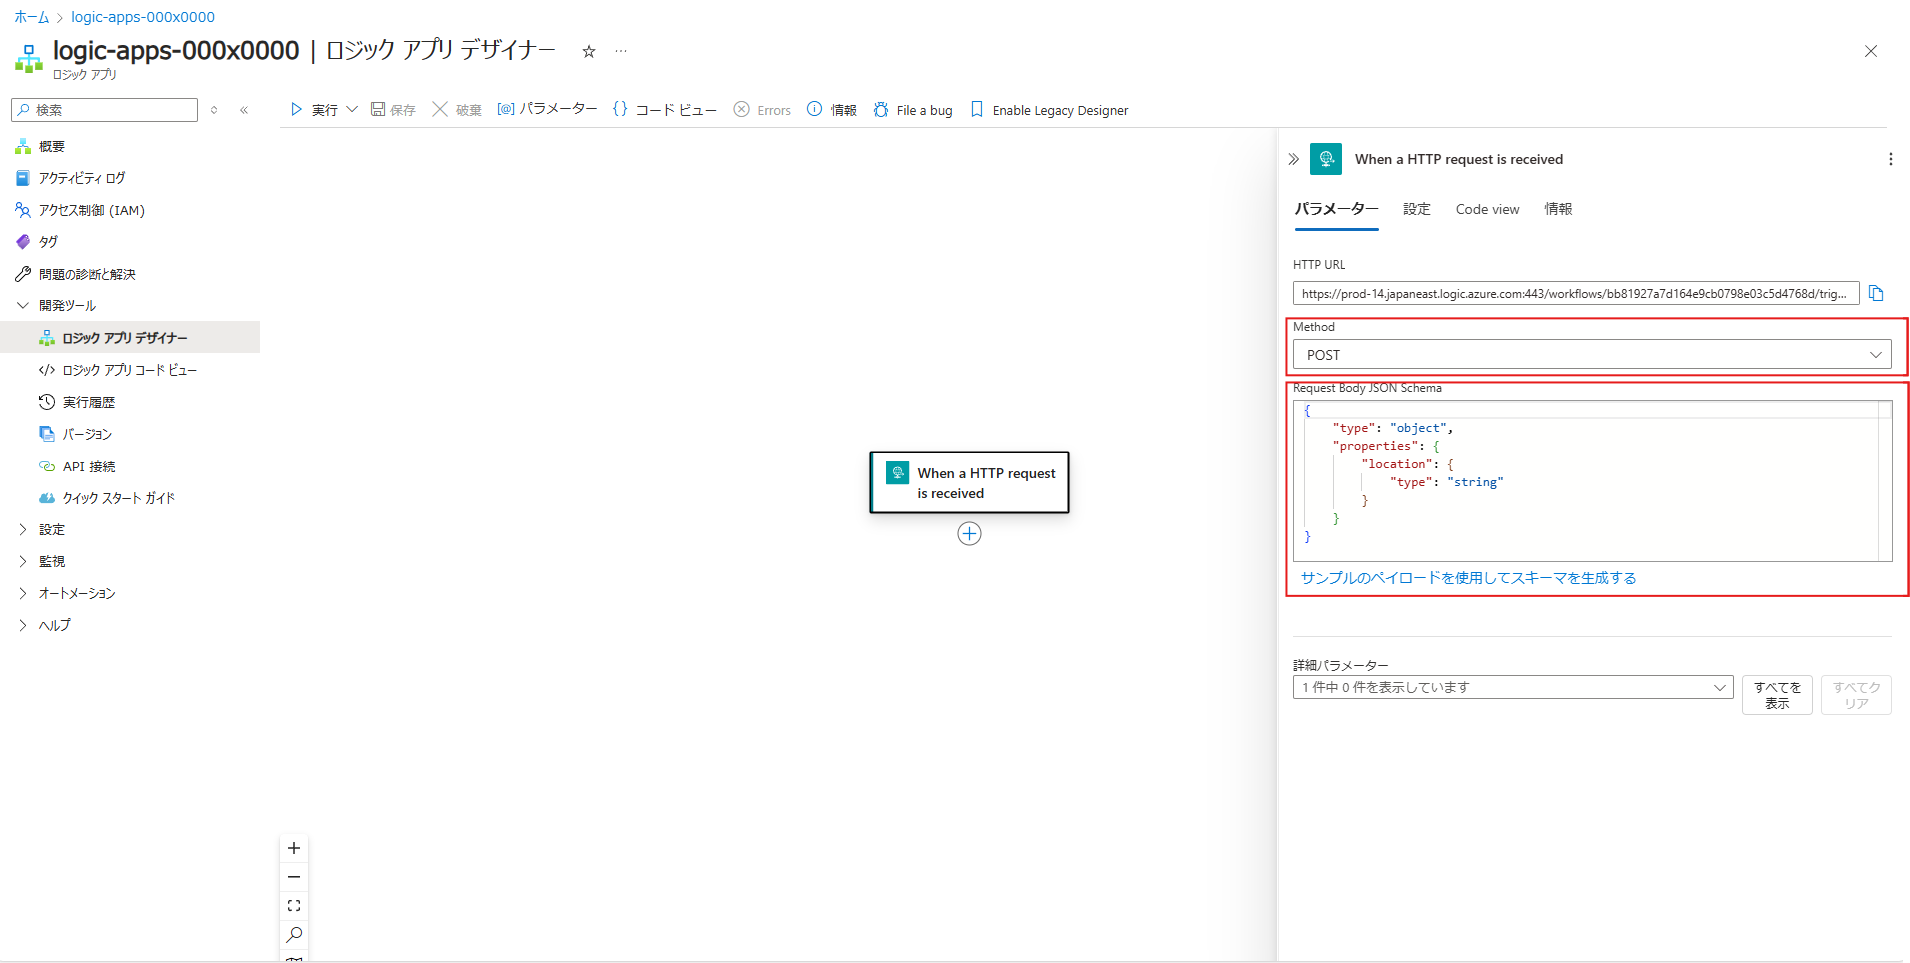 ホーム > logic-apps-000x0000
logic-apps-000x0000 | ロジック アプリ デザイナー ☆ …
ロジック アプリ
検索
実行
保存
破棄
パラメーター
コード ビュー
Errors
情報
File a bug
Enable Legacy Designer
概要
アクティビティ ログ
アクセス制御 (IAM)
タグ
問題の診断と解決
開発ツール
ロジック アプリ デザイナー
ロジック アプリ コード ビュー
実行履歴
バージョン
API 接続
クイック スタート ガイド
設定
監視
オートメーション
ヘルプ
When a HTTP request
is received
When a HTTP request is received
パラメーター 設定 Code view 情報
HTTP URL
https://prod-14.japaneast.logic.azure.com:443/workflows/bb81927a7d164e9cb0798e03c5d4768d/trig...
Method
POST
Request Body JSON Schema
{
"type": "object",
"properties": {
"location": {
"type": "string"
}
}
}
サンプルのペイロードを使用してスキーマを生成する
詳細パラメーター
1 件中 0 件を表示しています
すべてを
表示
すべてク
リア